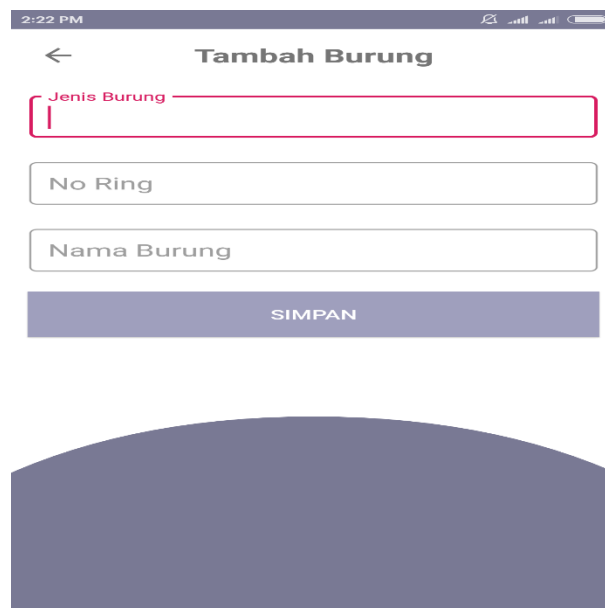 2:22 PM
Tambah Burung
Jenis Burung
No Ring
Nama Burung
SIMPAN